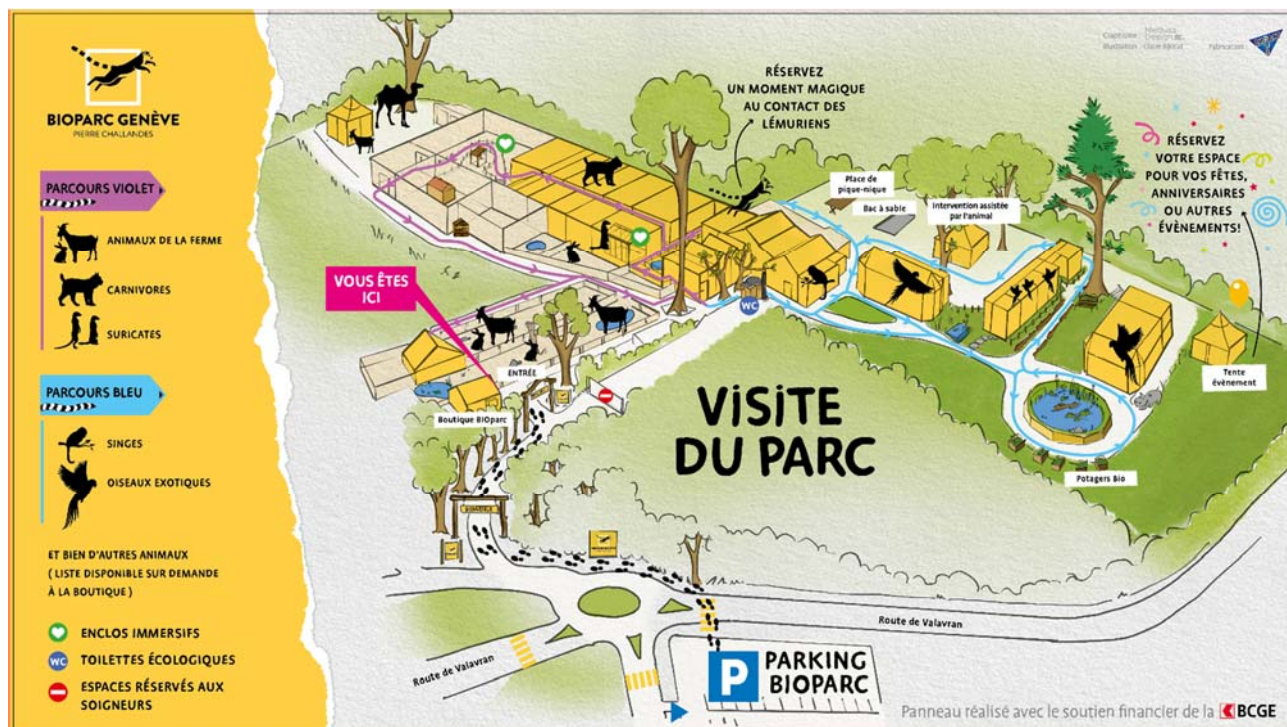 BIOPARC GENÈVE
PIERRE CHALLANDES
PARCOURS VIOLET
ANIMAUX DE LA FERME
CARNIVORES
SURICATES
PARCOURS BLEU
SINGES
OISEAUX EXOTIQUES
ET BIEN D'AUTRES ANIMAUX
( LISTE DISPONIBLE SUR DEMANDE
À LA BOUTIQUE )
ENCLOS IMMERSIFS
WC
TOILETTES ÉCOLOGIQUES
ESPACES RÉSERVÉS AUX
SOIGNEURS
RÉSERVEZ
UN MOMENT MAGIQUE
AU CONTACT DES
LÉMURIENS
Place de
pique-nique
Bac à sable
Intervention assistée
par l'animal
RÉSERVEZ
VOTRE ESPACE
POUR VOS FÊTES,
ANNIVERSAIRES
OU AUTRES
ÉVÈNEMENTS!
Tente
évènement
VOUS ÊTES
ICI
WC
ENTRÉE
Boutique BIOparc
VISITE
DU PARC
Potagers Bio
Route de Valavran
Route de Valavran
P
PARKING
BIOPARC
Panneau réalisé avec le soutien financier de la BCGE